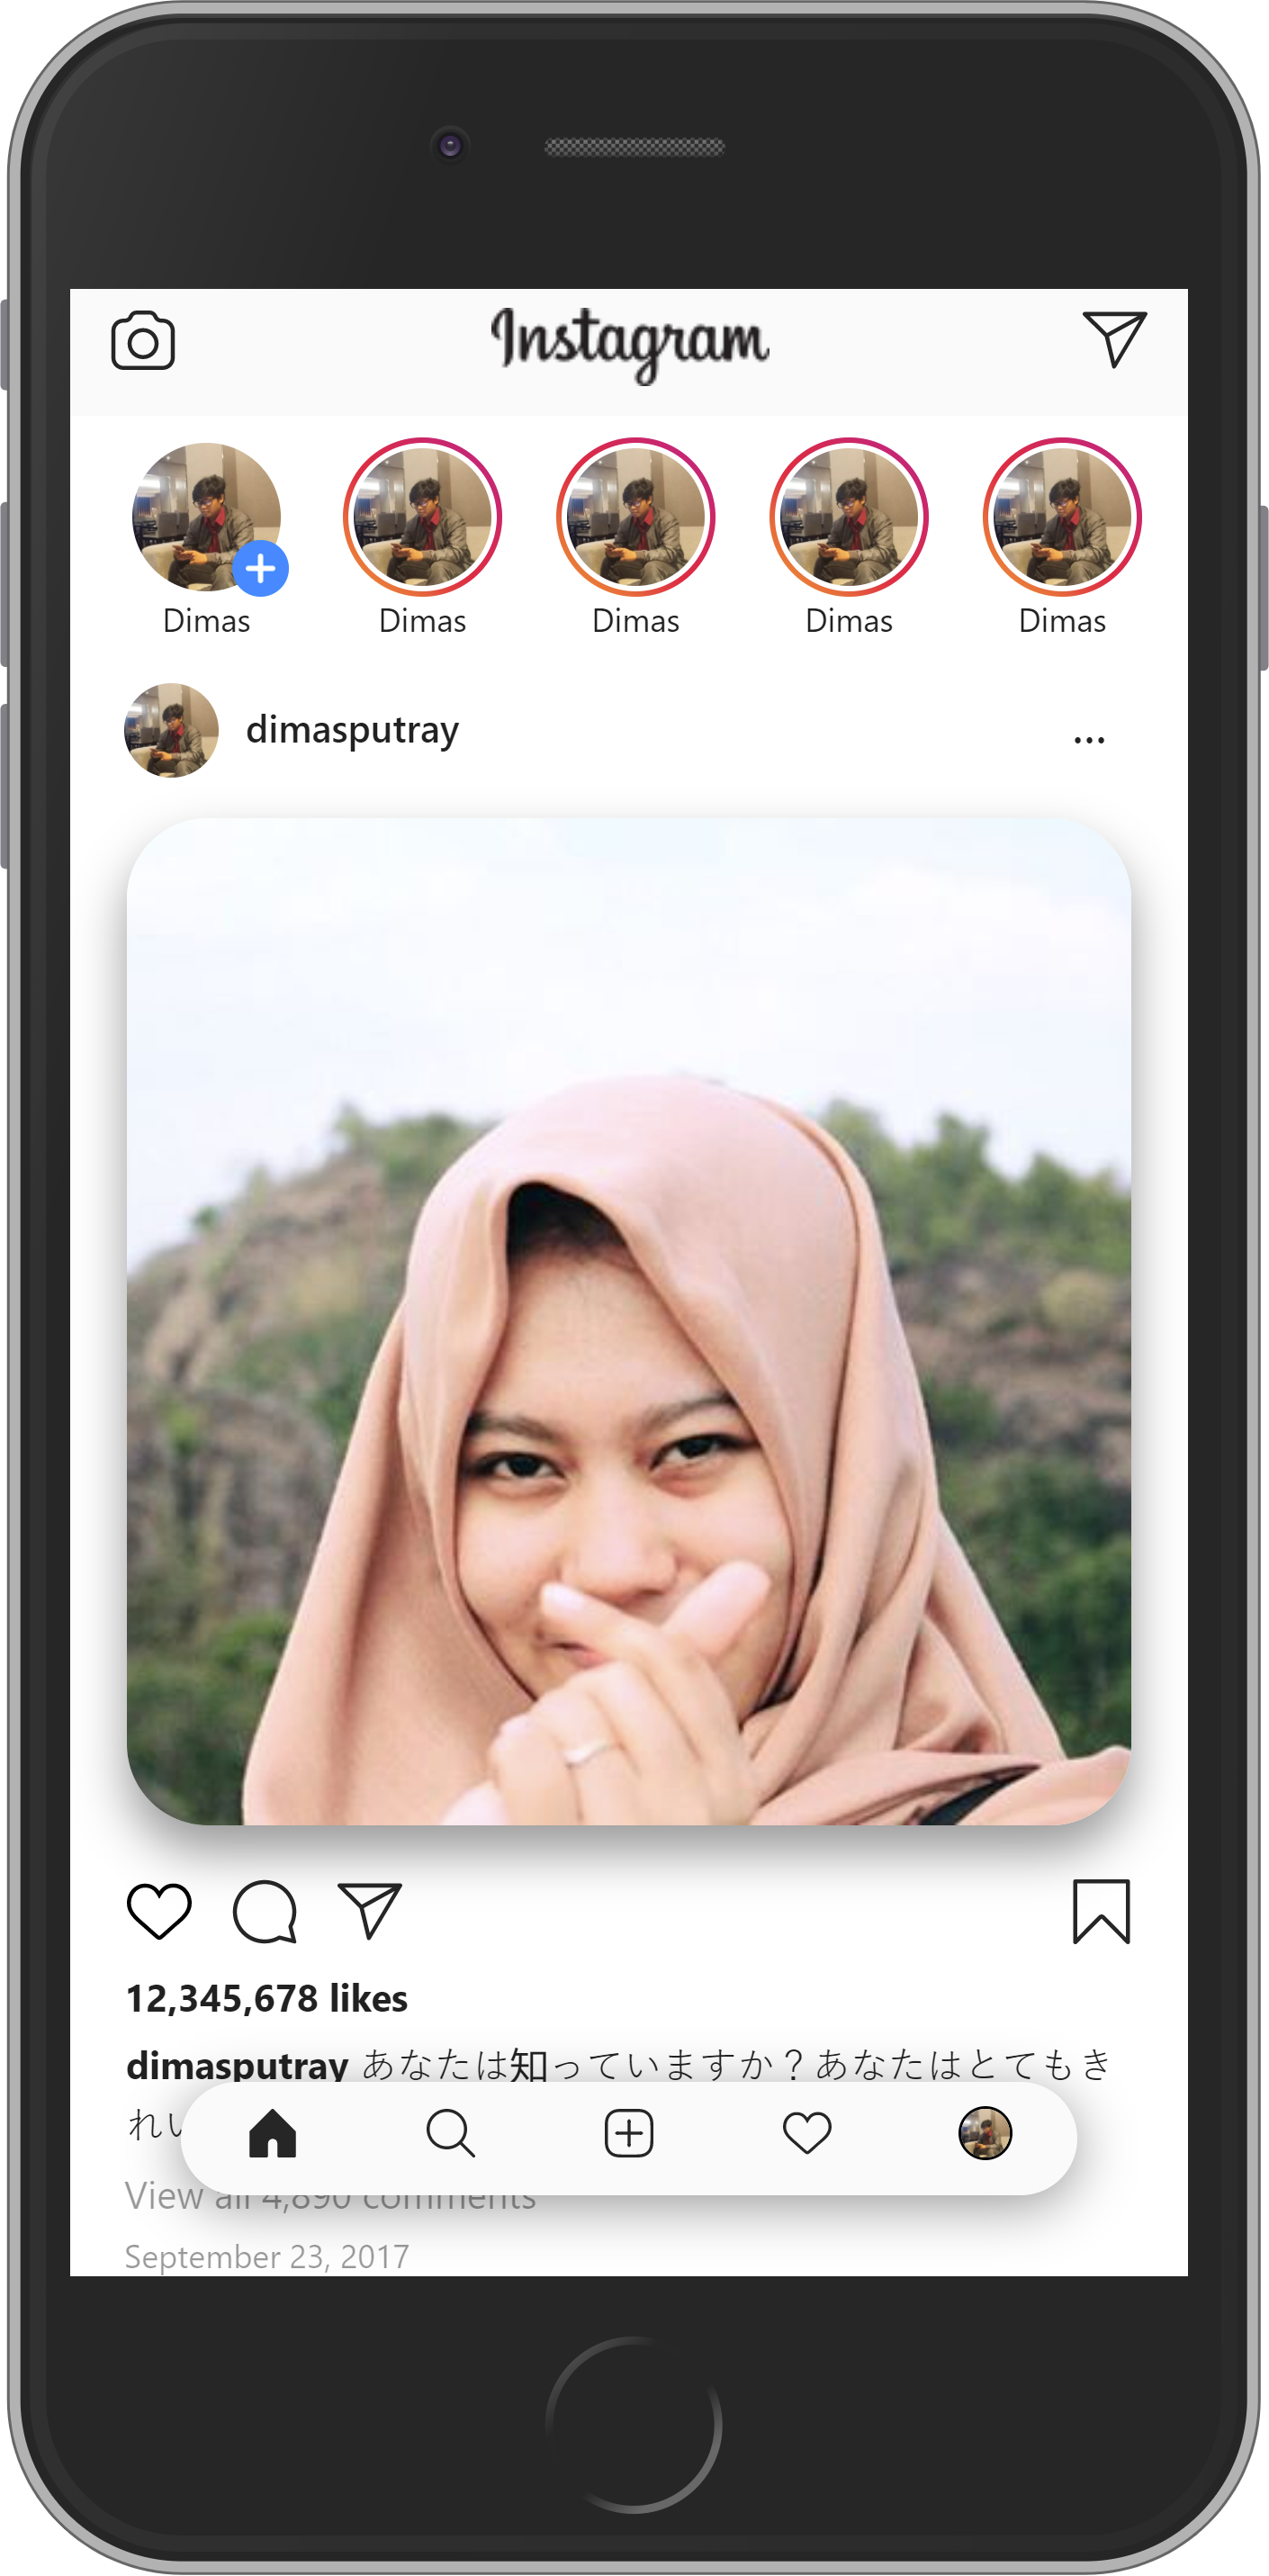 Instagram
Dimas Dimas Dimas Dimas Dimas
dimasputray
...
12,345,678 likes
dimasputray あなたは知っていますか？あなたはとてもき
れい
View all 4,890 comments
September 23, 2017